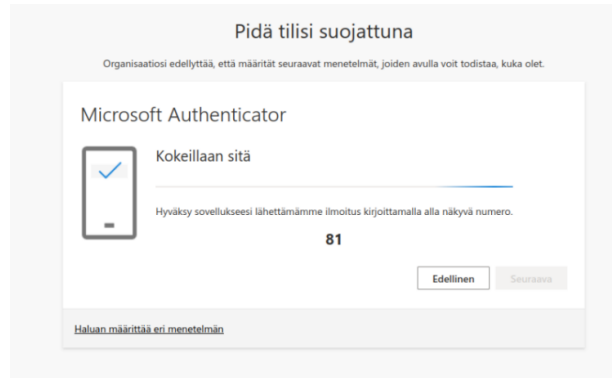 Pidä tilisi suojattuna
Organisaatiosi edellyttää, että määrität seuraavat menetelmät, joiden avulla voit todistaa, kuka olet.
Microsoft Authenticator
Kokeillaan sitä
Hyväksy sovellukseesi lähettämämme ilmoitus kirjoittamalla alla näkyvä numero.
81
Edellinen Seuraava
Haluan määrittää eri menetelmän